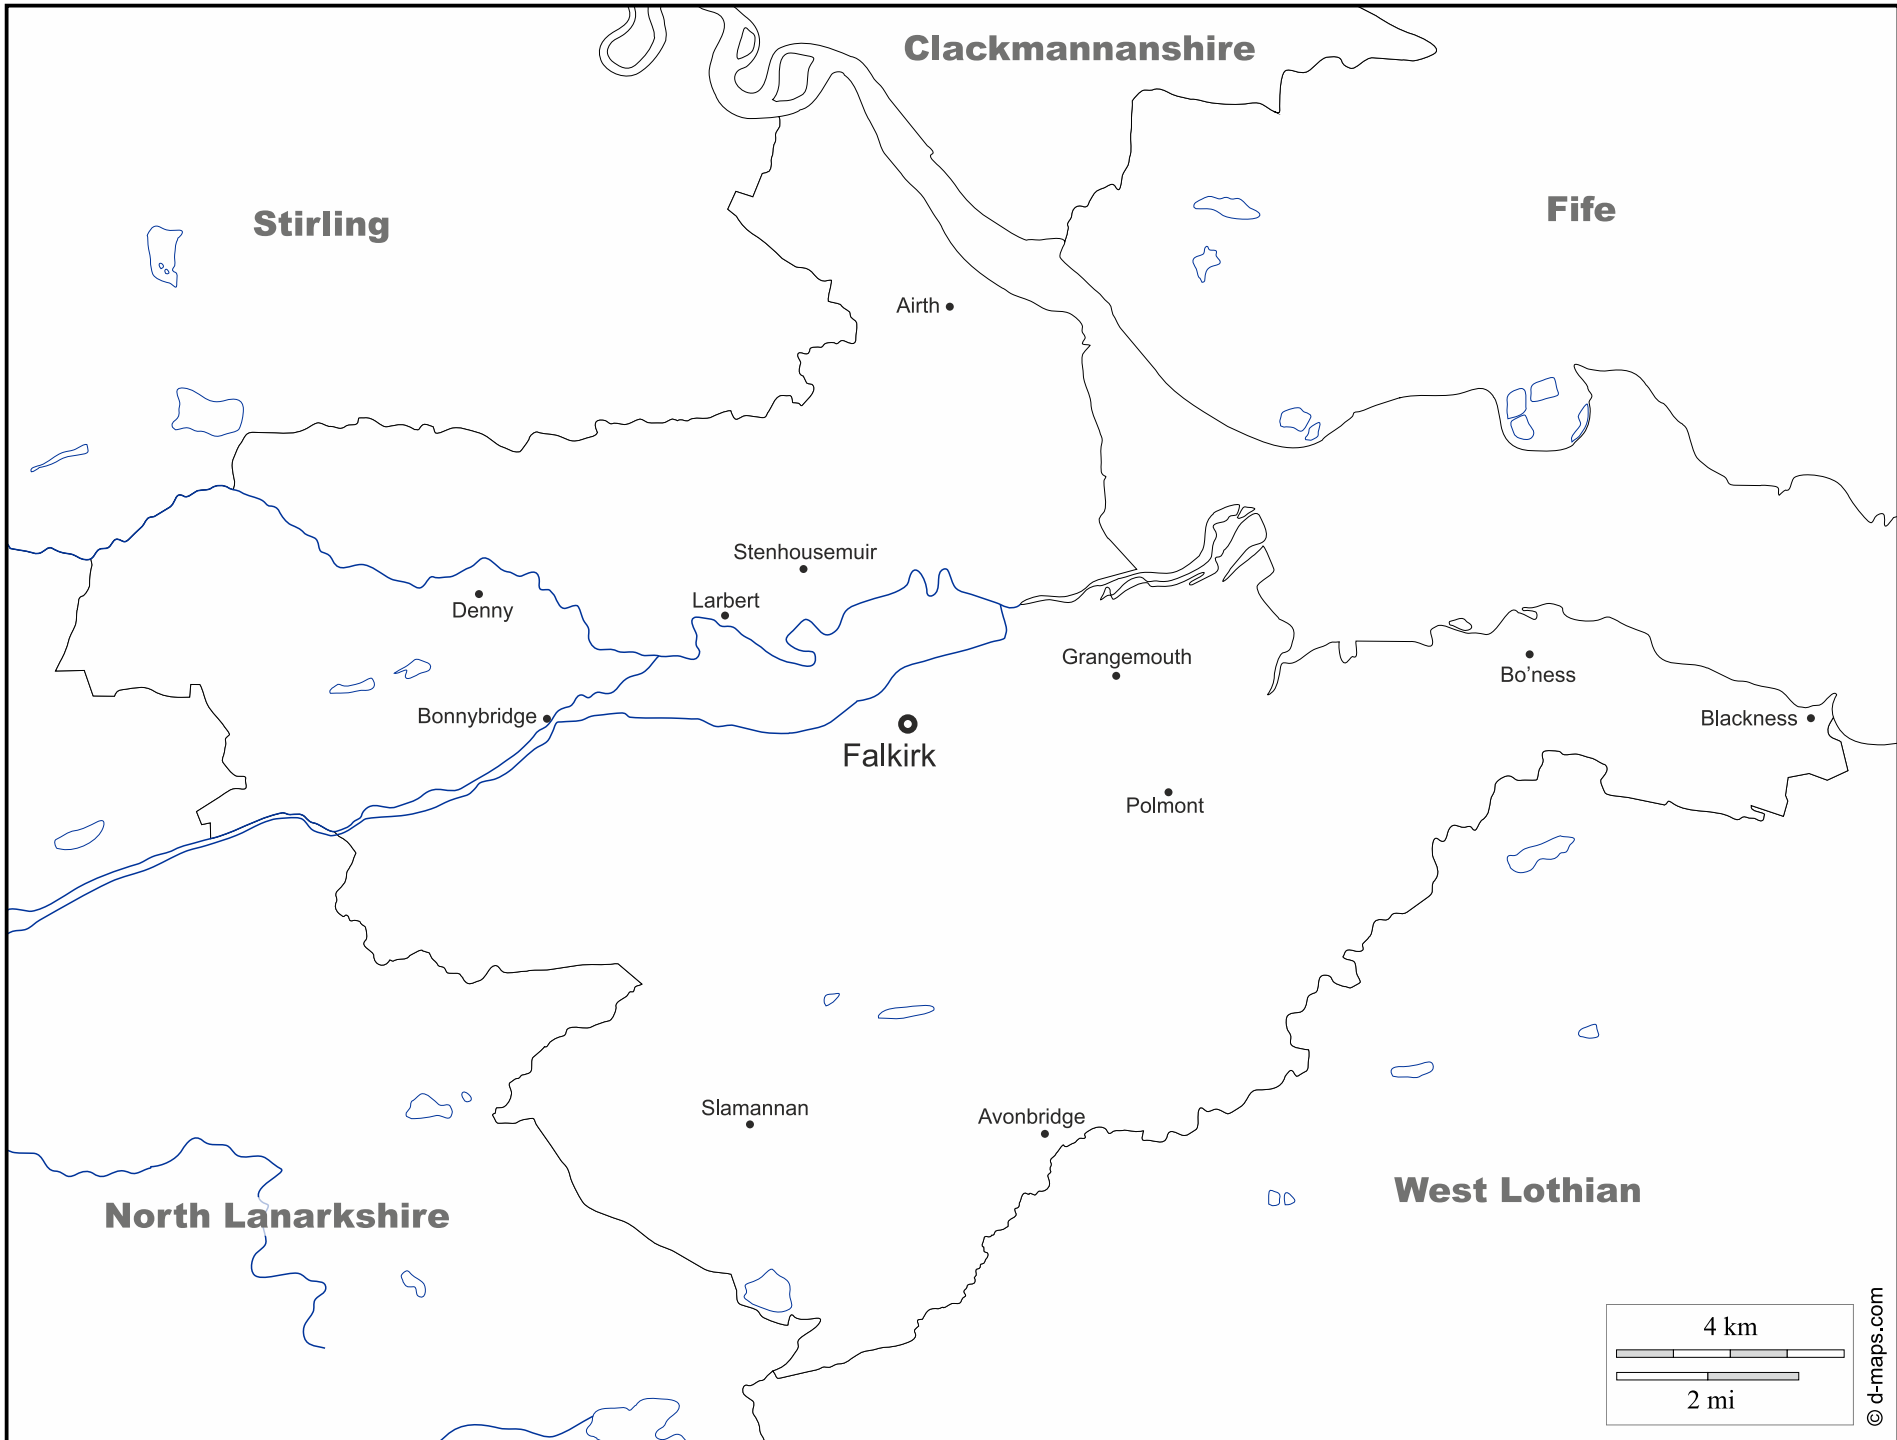 Clackmannanshire
Stirling
Fife
Airth
Stenhousemuir
Larbert
Denny
Grangemouth
Bo’ness
Bonnybridge
Blackness
Falkirk
Polmont
Slamannan
Avonbridge
North Lanarkshire
West Lothian
4 km
2 mi
© d-maps.com